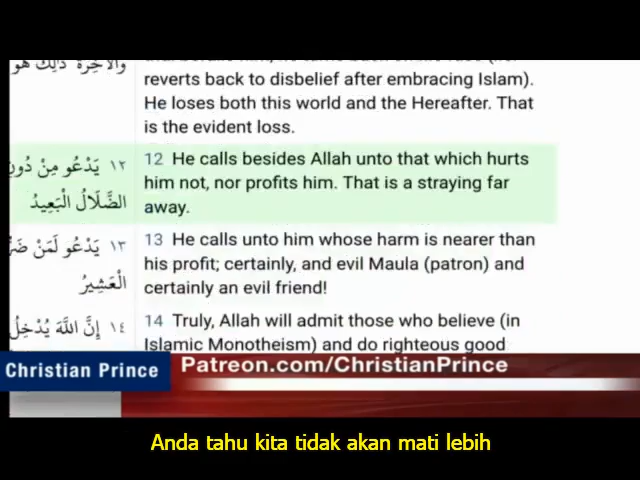 reverts back to disbelief after embracing Islam).
He loses both this world and the Hereafter. That
is the evident loss.
وَالْآخِرَةَ ذَٰلِكَ هُوَ
12 He calls besides Allah unto that which hurts
him not, nor profits him. That is a straying far
away.
١٢ يَدْعُو مِنْ دُونِ
الضَّلَالُ الْبَعِيدُ
13 He calls unto him whose harm is nearer than
his profit; certainly, and evil Maula (patron) and
certainly an evil friend!
١٣ يَدْعُو لَمَنْ
الْعَشِيرُ
14 Truly, Allah will admit those who believe (in
Islamic Monotheism) and do righteous good
١٤ إِنَّ اللَّهَ يُدْخِلُ
Christian Prince
Patreon.com/ChristianPrince
Anda tahu kita tidak akan mati lebih